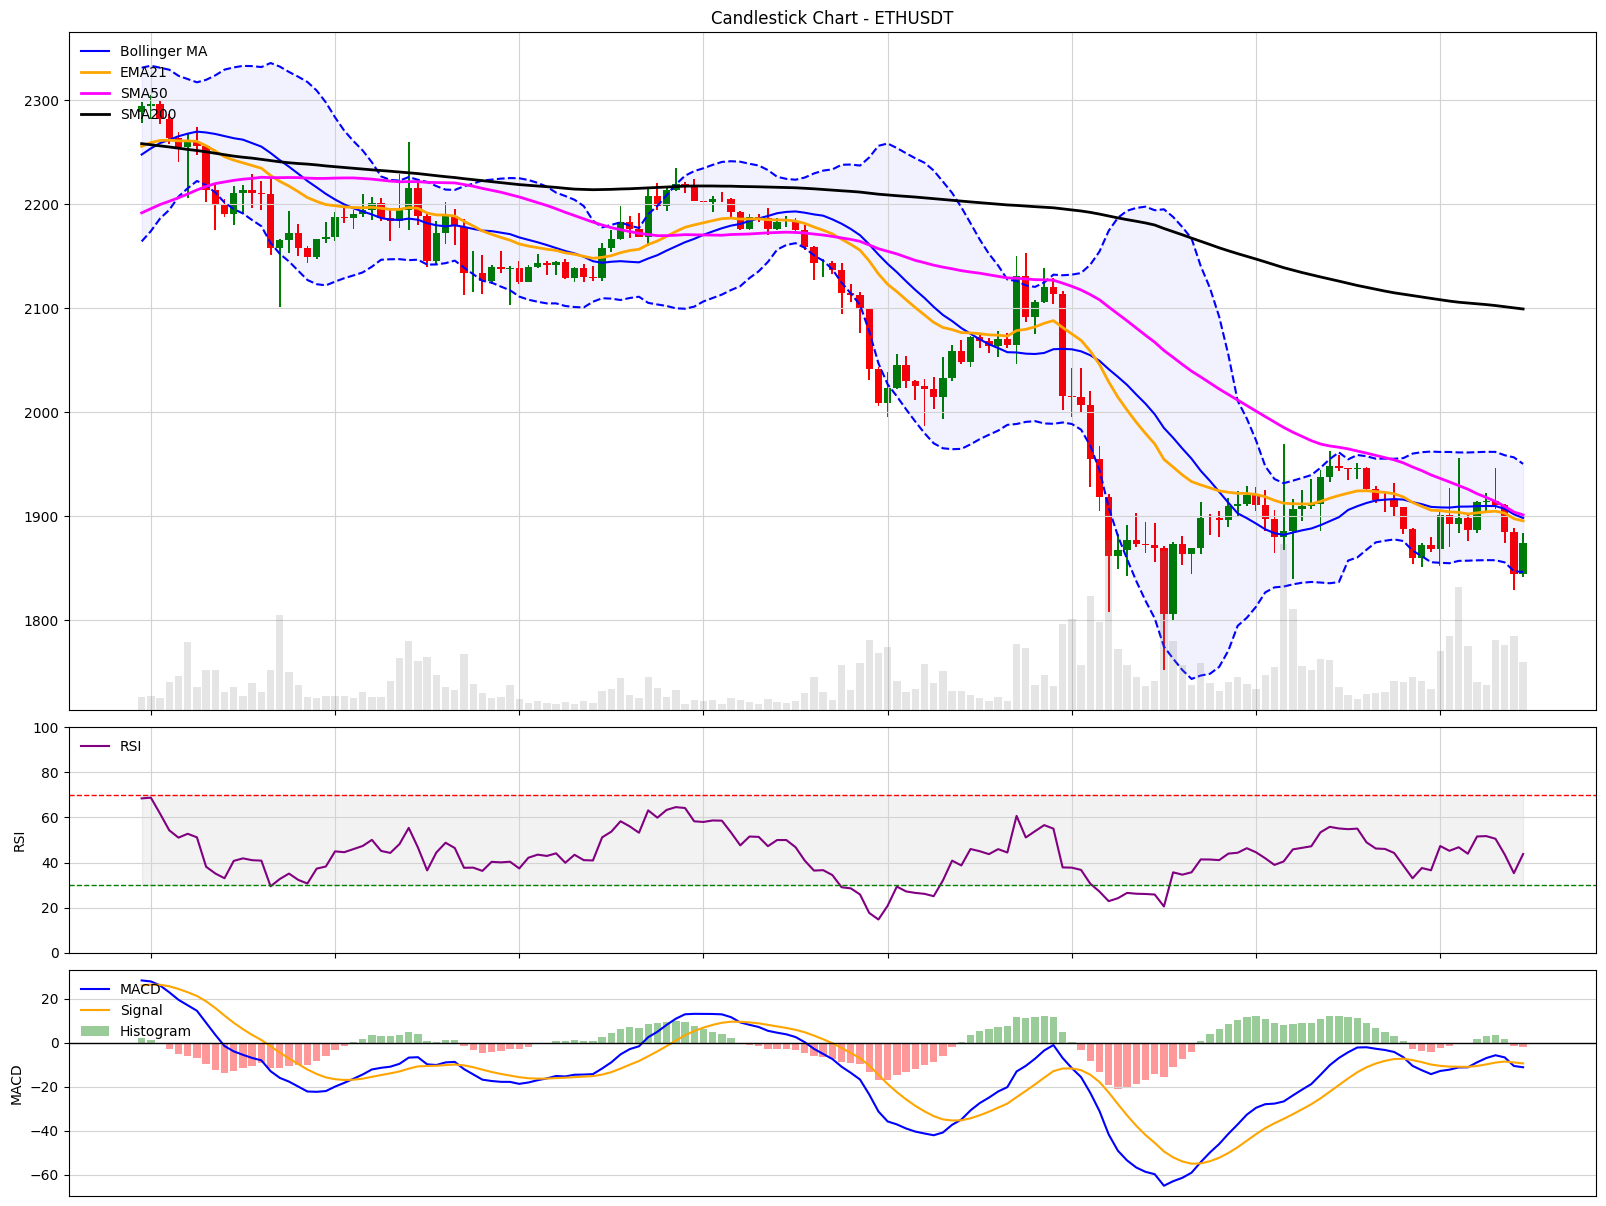 Candlestick Chart - ETHUSDT
Bollinger MA
EMA21
SMA50
SMA200
2300
2200
2100
2000
1900
1800
RSI
100
80
60
40
20
0
RSI
MACD
Signal
Histogram
20
0
−20
−40
−60
MACD